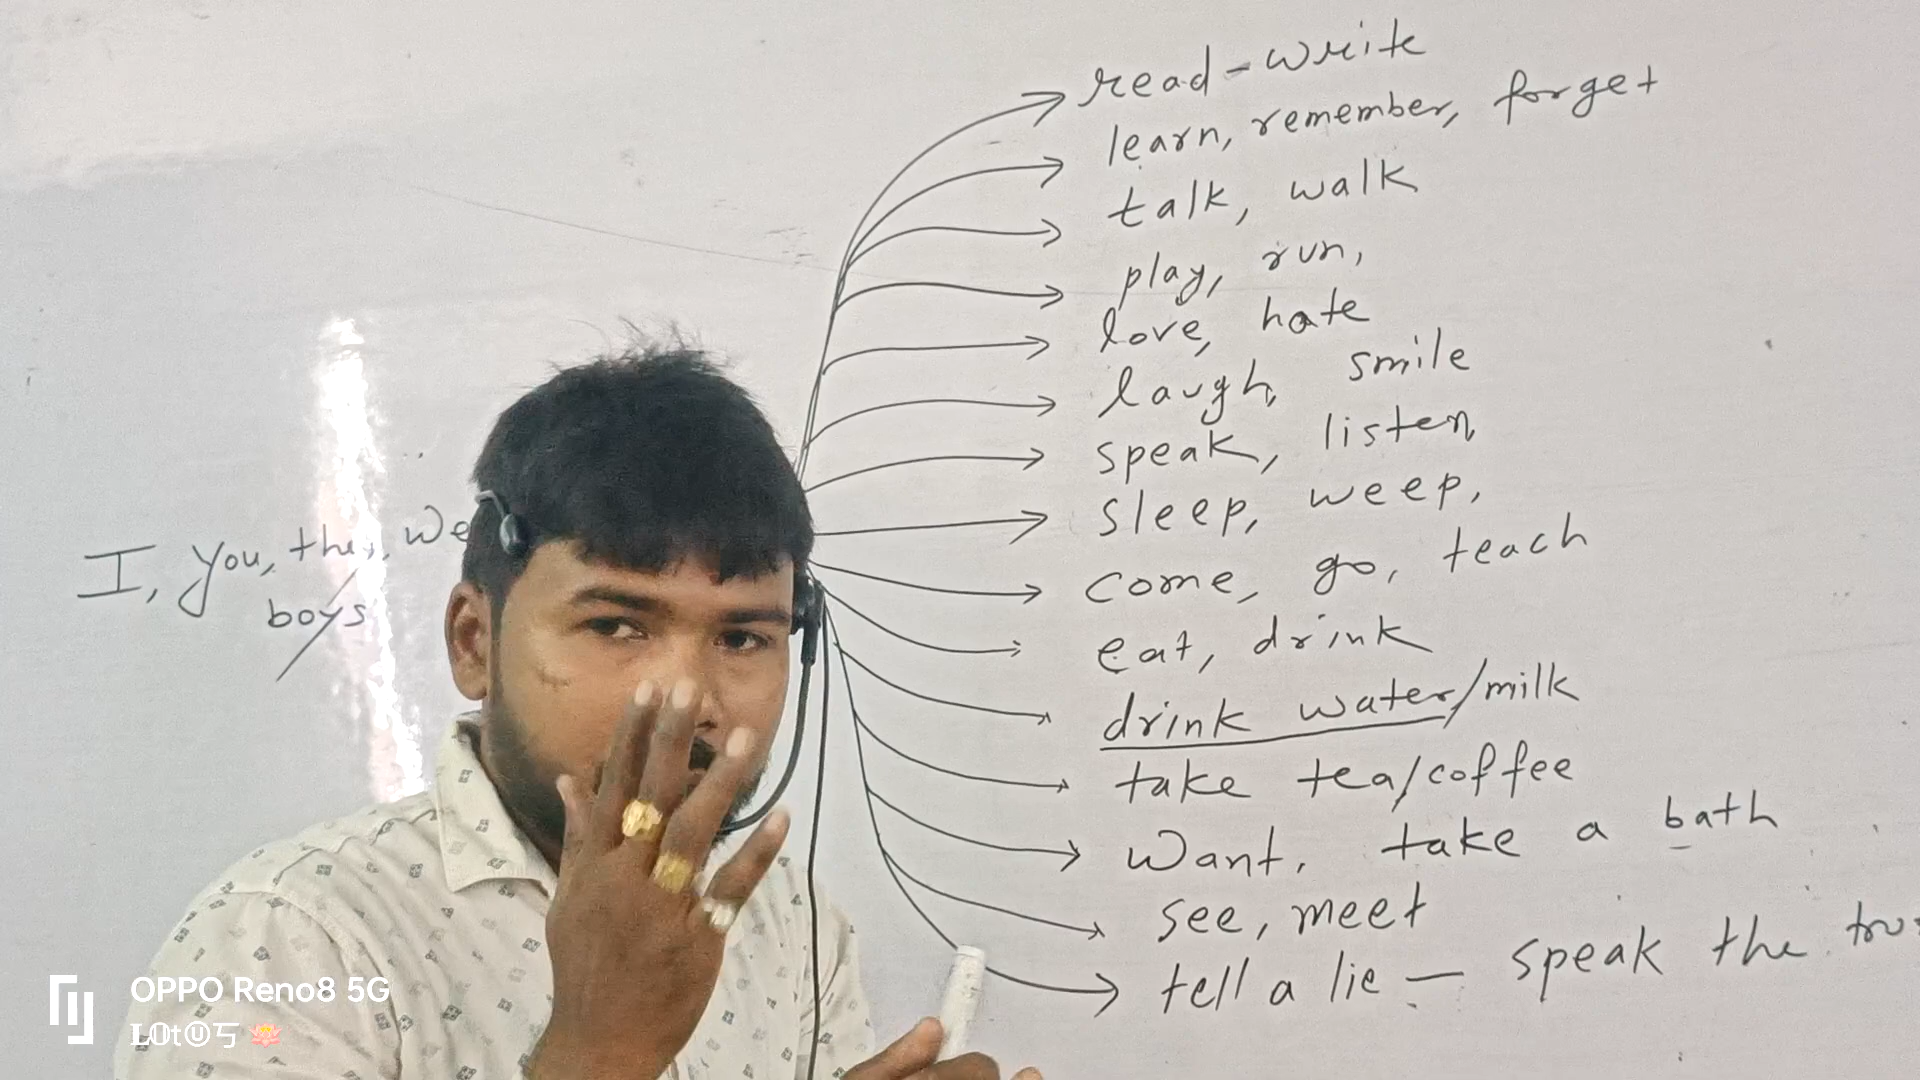 read - write
learn, remember, forget
talk, walk
play, run,
love, hate
laugh, smile
speak, listen,
sleep, weep,
come, go, teach
eat, drink
drink water/milk
take tea/coffee
Want, take a bath
see, meet
tell a lie — speak the
I, you, the, We
boys
OPPO Reno8 5G